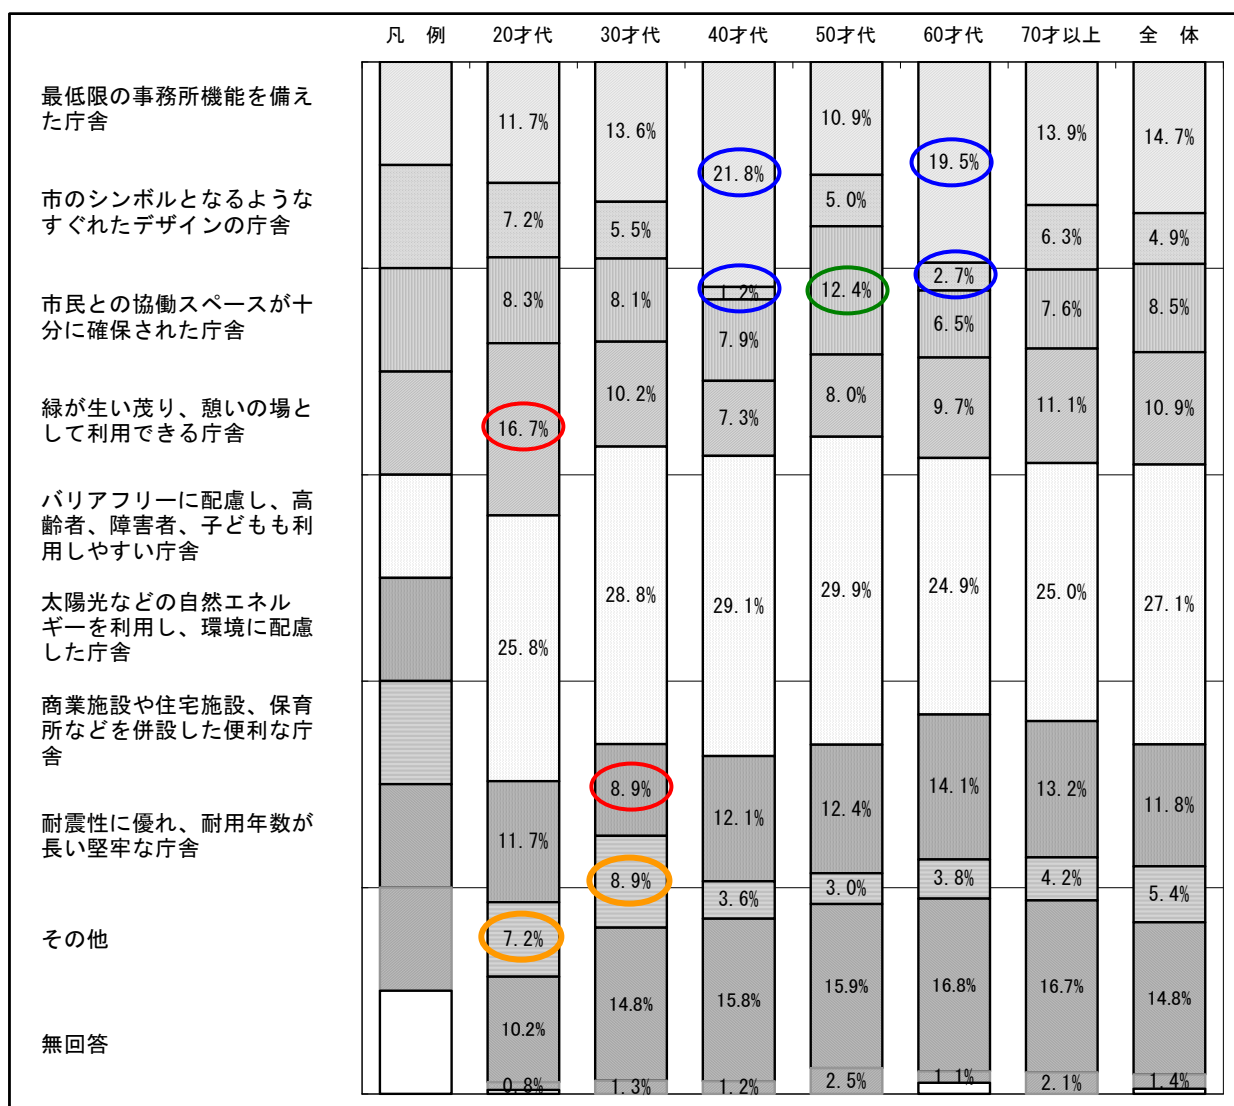 凡　例　20才代　30才代　40才代　50才代　60才代　70才以上　全　体
最低限の事務所機能を備え
た庁舎
11.7%　13.6%　21.8%　10.9%　19.5%　13.9%　14.7%
市のシンボルとなるような
すぐれたデザインの庁舎
7.2%　5.5%　1.2%　5.0%　2.7%　6.3%　4.9%
市民との協働スペースが十
分に確保された庁舎
8.3%　8.1%　7.9%　12.4%　6.5%　7.6%　8.5%
緑が生い茂り、憩いの場と
して利用できる庁舎
16.7%　10.2%　7.3%　8.0%　9.7%　11.1%　10.9%
バリアフリーに配慮し、高
齢者、障害者、子どもも利
用しやすい庁舎
25.8%　28.8%　29.1%　29.9%　24.9%　25.0%　27.1%
太陽光などの自然エネル
ギーを利用し、環境に配慮
した庁舎
11.7%　8.9%　12.1%　12.4%　14.1%　13.2%　11.8%
商業施設や住宅施設、保育
所などを併設した便利な庁
舎
7.2%　8.9%　3.6%　3.0%　3.8%　4.2%　5.4%
耐震性に優れ、耐用年数が
長い堅牢な庁舎
10.2%　14.8%　15.8%　15.9%　16.8%　16.7%　14.8%
その他
0.8%　1.3%　1.2%　2.5%　1.1%　2.1%　1.4%
無回答